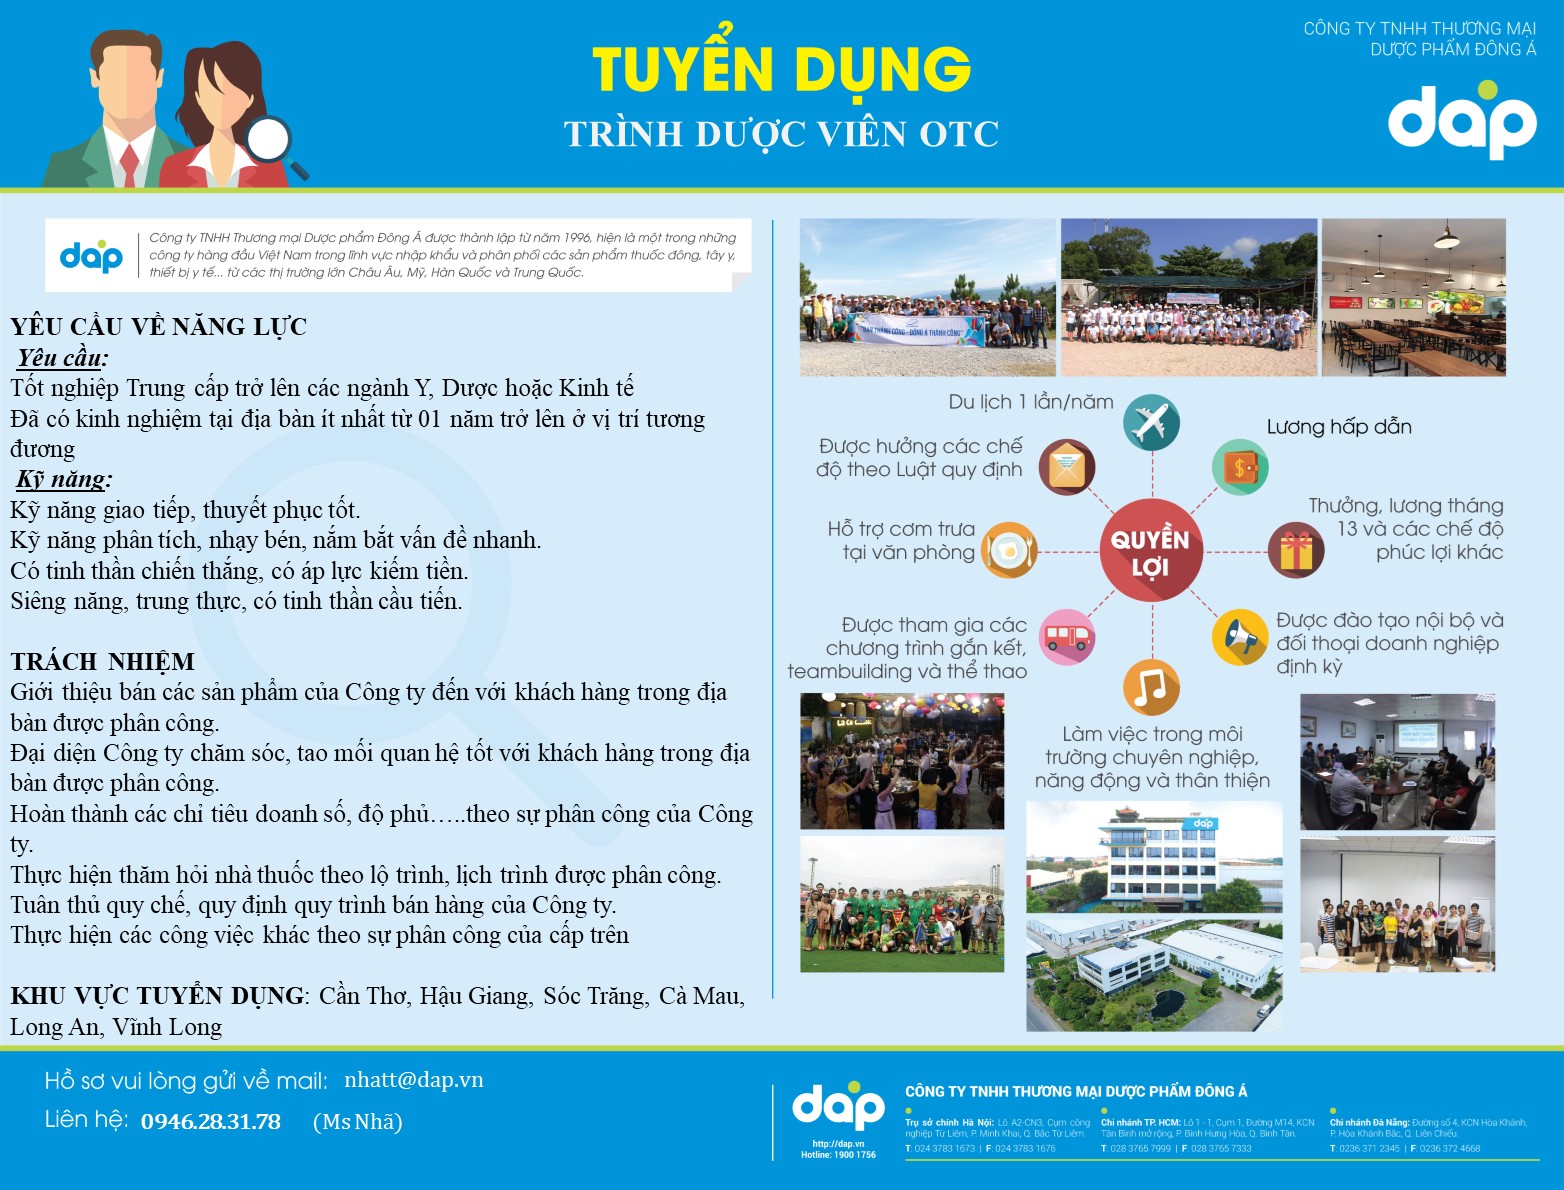 TUYỂN DỤNG
TRÌNH DƯỢC VIÊN OTC
CÔNG TY TNHH THƯƠNG MẠI
DƯỢC PHẨM ĐÔNG Á
dap
dap
Công ty TNHH Thương mại Dược phẩm Đông Á được thành lập từ năm 1996, hiện là một trong những
công ty hàng đầu Việt Nam trong lĩnh vực nhập khẩu và phân phối các sản phẩm thuốc đông, tây y,
thiết bị y tế... từ các thị trường lớn Châu Âu, Mỹ, Hàn Quốc và Trung Quốc.
YÊU CẦU VỀ NĂNG LỰC
Yêu cầu:
Tốt nghiệp Trung cấp trở lên các ngành Y, Dược hoặc Kinh tế
Đã có kinh nghiệm tại địa bàn ít nhất từ 01 năm trở lên ở vị trí tương
đương
Kỹ năng:
Kỹ năng giao tiếp, thuyết phục tốt.
Kỹ năng phân tích, nhạy bén, nắm bắt vấn đề nhanh.
Có tinh thần chiến thắng, có áp lực kiếm tiền.
Siêng năng, trung thực, có tinh thần cầu tiến.
TRÁCH NHIỆM
Giới thiệu bán các sản phẩm của Công ty đến với khách hàng trong địa
bàn được phân công.
Đại diện Công ty chăm sóc, tao mối quan hệ tốt với khách hàng trong địa
bàn được phân công.
Hoàn thành các chỉ tiêu doanh số, độ phủ…..theo sự phân công của Công
ty.
Thực hiện thăm hỏi nhà thuốc theo lộ trình, lịch trình được phân công.
Tuân thủ quy chế, quy định quy trình bán hàng của Công ty.
Thực hiện các công việc khác theo sự phân công của cấp trên
KHU VỰC TUYỂN DỤNG: Cần Thơ, Hậu Giang, Sóc Trăng, Cà Mau,
Long An, Vĩnh Long
"DAP THÀNH CÔNG - ĐÔNG Á THÀNH CÔNG"
Du lịch 1 lần/năm
Lương hấp dẫn
Được hưởng các chế
độ theo Luật quy định
Thưởng, lương tháng
13 và các chế độ
phúc lợi khác
Hỗ trợ cơm trưa
tại văn phòng
QUYỀN
LỢI
Được tham gia các
chương trình gắn kết,
teambuilding và thể thao
Được đào tạo nội bộ và
đối thoại doanh nghiệp
định kỳ
Làm việc trong môi
trường chuyên nghiệp,
năng động và thân thiện
dap
Hồ sơ vui lòng gửi về mail: nhatt@dap.vn
Liên hệ: 0946.28.31.78 (Ms Nhã)
dap
http://dap.vn
Hotline: 1900 1756
CÔNG TY TNHH THƯƠNG MẠI DƯỢC PHẨM ĐÔNG Á
Trụ sở chính Hà Nội: Lô A2-CN3, Cụm công
nghiệp Từ Liêm, P. Minh Khai, Q. Bắc Từ Liêm.
T: 024 3783 1673 | F: 024 3783 1676
Chi nhánh TP. HCM: Lô 1 - 1, Cụm 1, Đường M14, KCN
Tân Bình mở rộng, P. Bình Hưng Hòa, Q. Bình Tân.
T: 028 3765 7999 | F: 028 3765 7333
Chi nhánh Đà Nẵng: Đường số 4, KCN Hòa Khánh,
P. Hòa Khánh Bắc, Q. Liên Chiểu.
T: 0236 371 2345 | F: 0236 372 4668